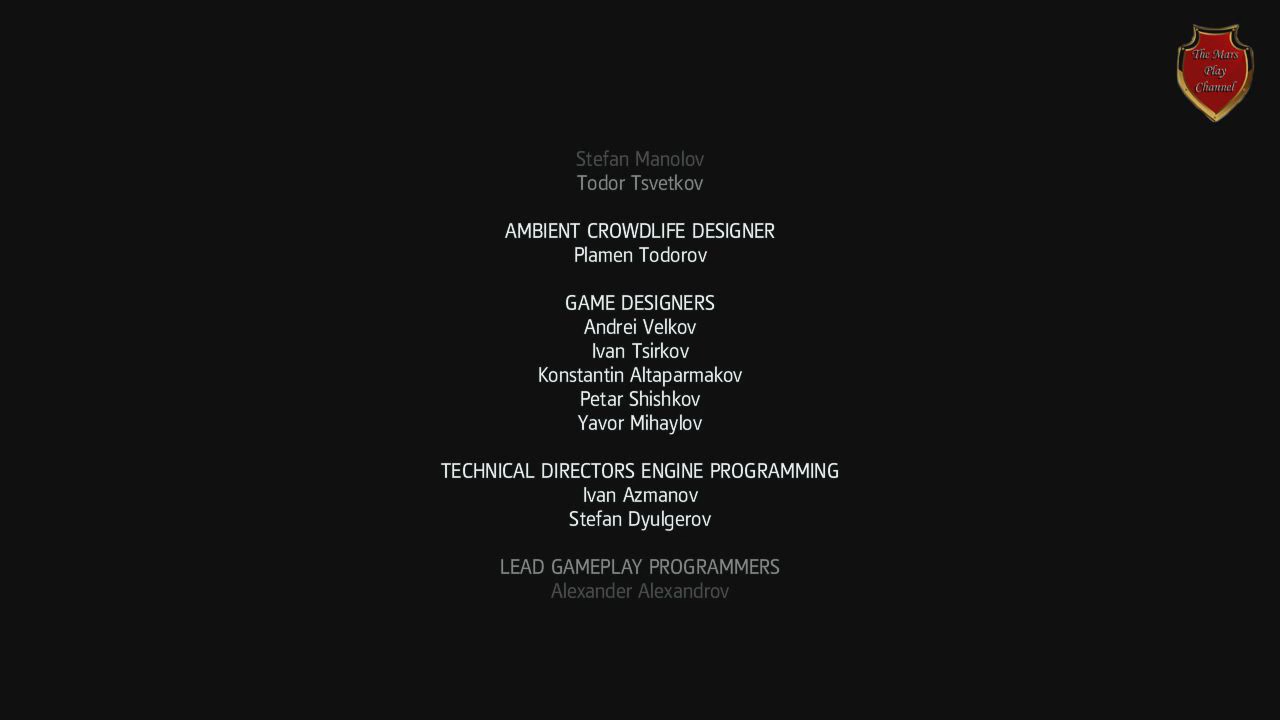 The Mars
Play
Channel
Stefan Manolov
Todor Tsvetkov
AMBIENT CROWDLIFE DESIGNER
Plamen Todorov
GAME DESIGNERS
Andrei Velkov
Ivan Tsirkov
Konstantin Altaparmakov
Petar Shishkov
Yavor Mihaylov
TECHNICAL DIRECTORS ENGINE PROGRAMMING
Ivan Azmanov
Stefan Dyulgerov
LEAD GAMEPLAY PROGRAMMERS
Alexander Alexandrov